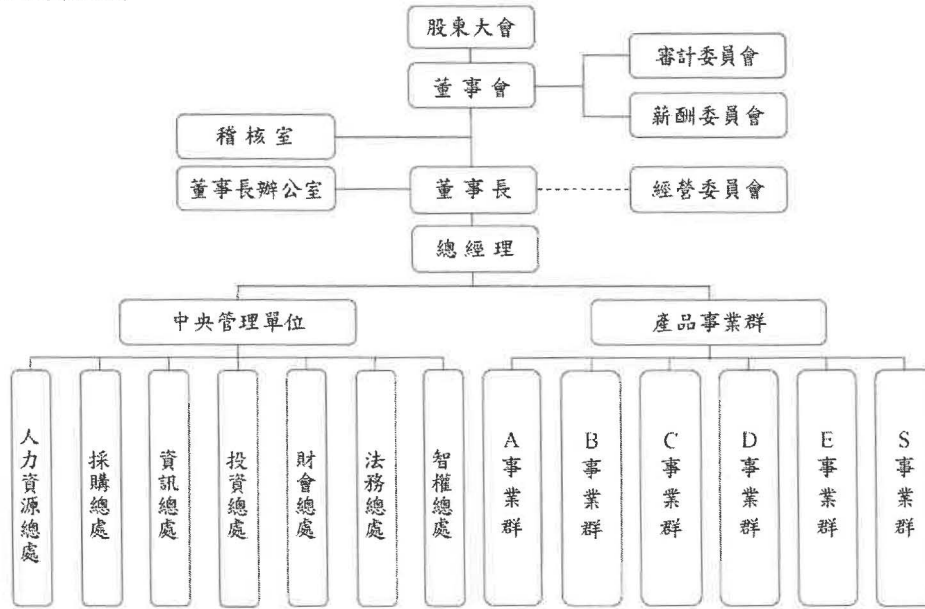 股東大會
董事會
審計委員會
薪酬委員會
稽核室
董事長辦公室
董事長
經營委員會
總經理
中央管理單位
產品事業群
人力資源總處
採購總處
資訊總處
投資總處
財會總處
法務總處
智權總處
A事業群
B事業群
C事業群
D事業群
E事業群
S事業群